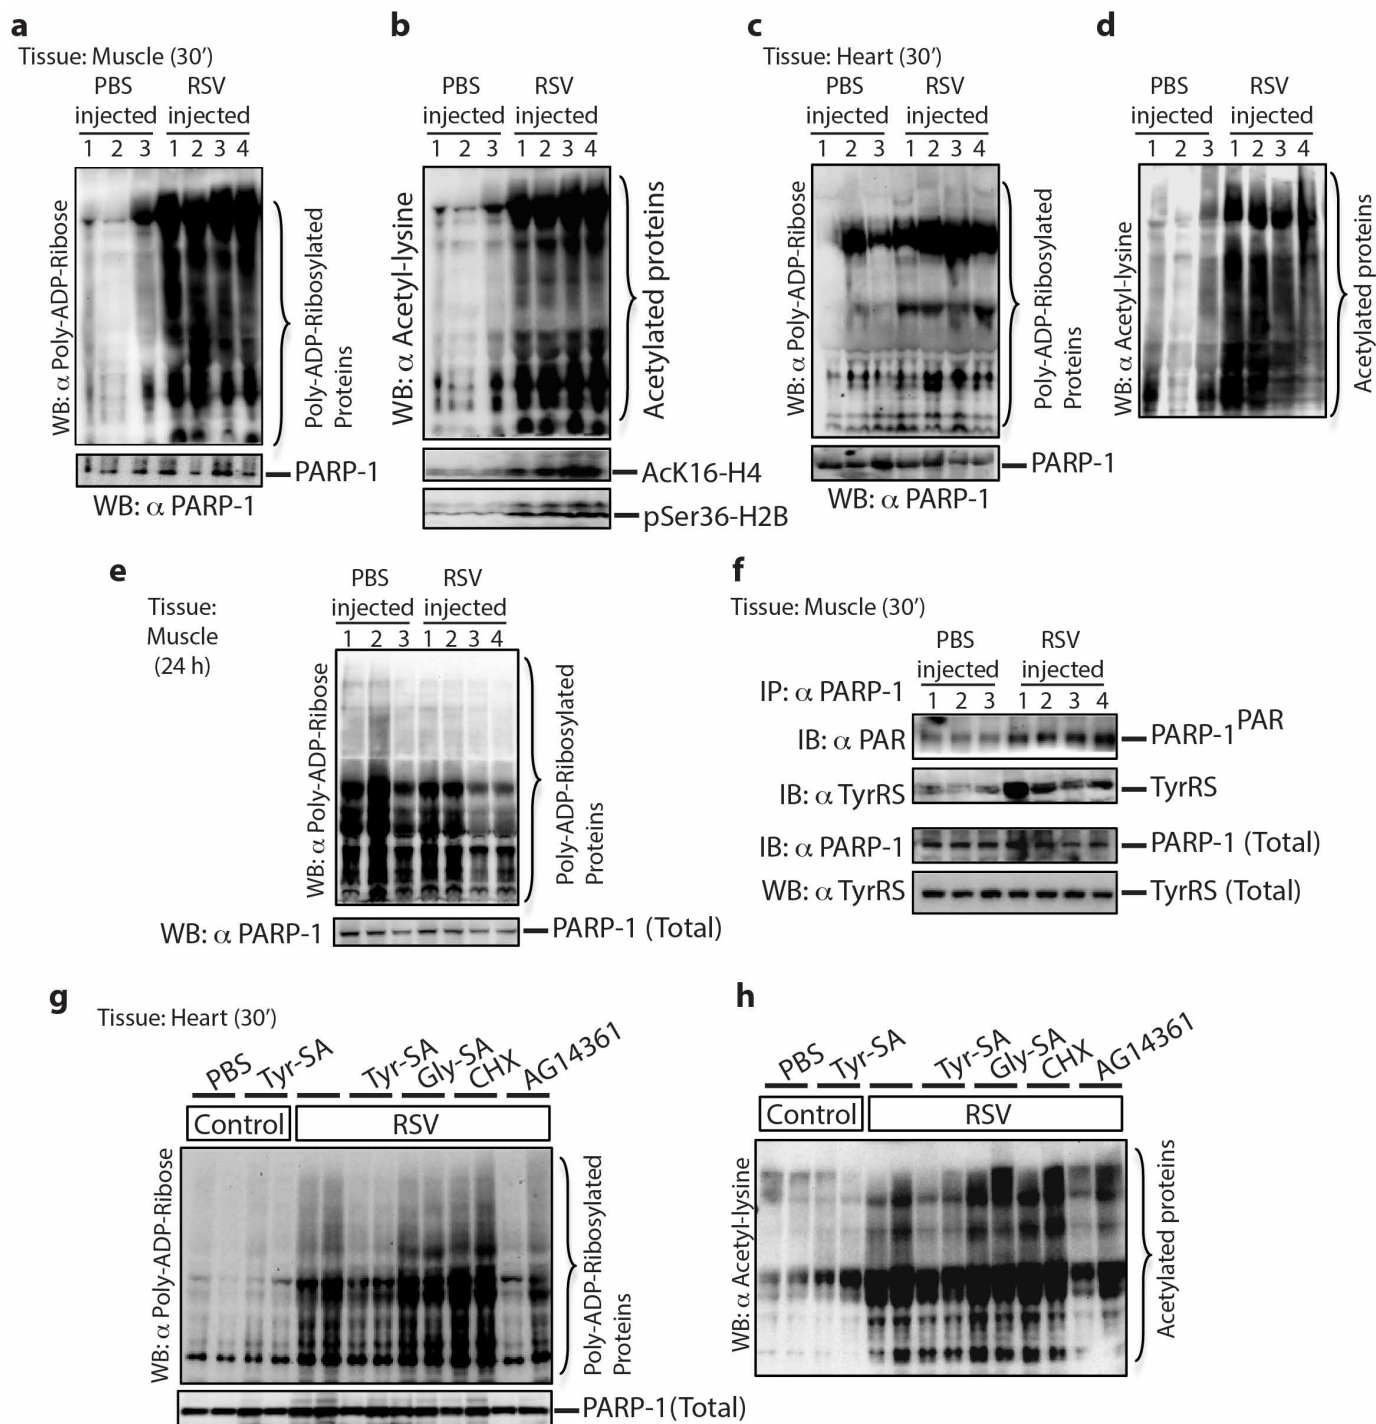 a
Tissue: Muscle (30’)
PBS
injected
RSV
injected
1 2 3 1 2 3 4
WB: α Poly-ADP-Ribose
Poly-ADP-Ribosylated
Proteins
PARP-1
WB: α PARP-1
b
PBS
injected
RSV
injected
1 2 3 1 2 3 4
WB: α Acetyl-lysine
Acetylated proteins
AcK16-H4
pSer36-H2B
c
Tissue: Heart (30’)
PBS
injected
RSV
injected
1 2 3 1 2 3 4
WB: α Poly-ADP-Ribose
Poly-ADP-Ribosylated
Proteins
PARP-1
WB: α PARP-1
d
PBS
injected
RSV
injected
1 2 3 1 2 3 4
WB: α Acetyl-lysine
Acetylated proteins
e
Tissue:
Muscle
(24 h)
PBS
injected
RSV
injected
1 2 3 1 2 3 4
WB: α Poly-ADP-Ribose
Poly-ADP-Ribosylated
Proteins
WB: α PARP-1
PARP-1 (Total)
f
Tissue: Muscle (30’)
PBS
injected
RSV
injected
IP: α PARP-1
1 2 3 1 2 3 4
IB: α PAR
PARP-1 PAR
IB: α TyrRS
TyrRS
IB: α PARP-1
PARP-1 (Total)
WB: α TyrRS
TyrRS (Total)
g
Tissue: Heart (30’)
PBS
Tyr-SA
Tyr-SA
Gly-SA
CHX
AG14361
Control
RSV
WB: α Poly-ADP-Ribose
Poly-ADP-Ribosylated
Proteins
PARP-1(Total)
h
PBS
Tyr-SA
Tyr-SA
Gly-SA
CHX
AG14361
Control
RSV
WB: α Acetyl-lysine
Acetylated proteins